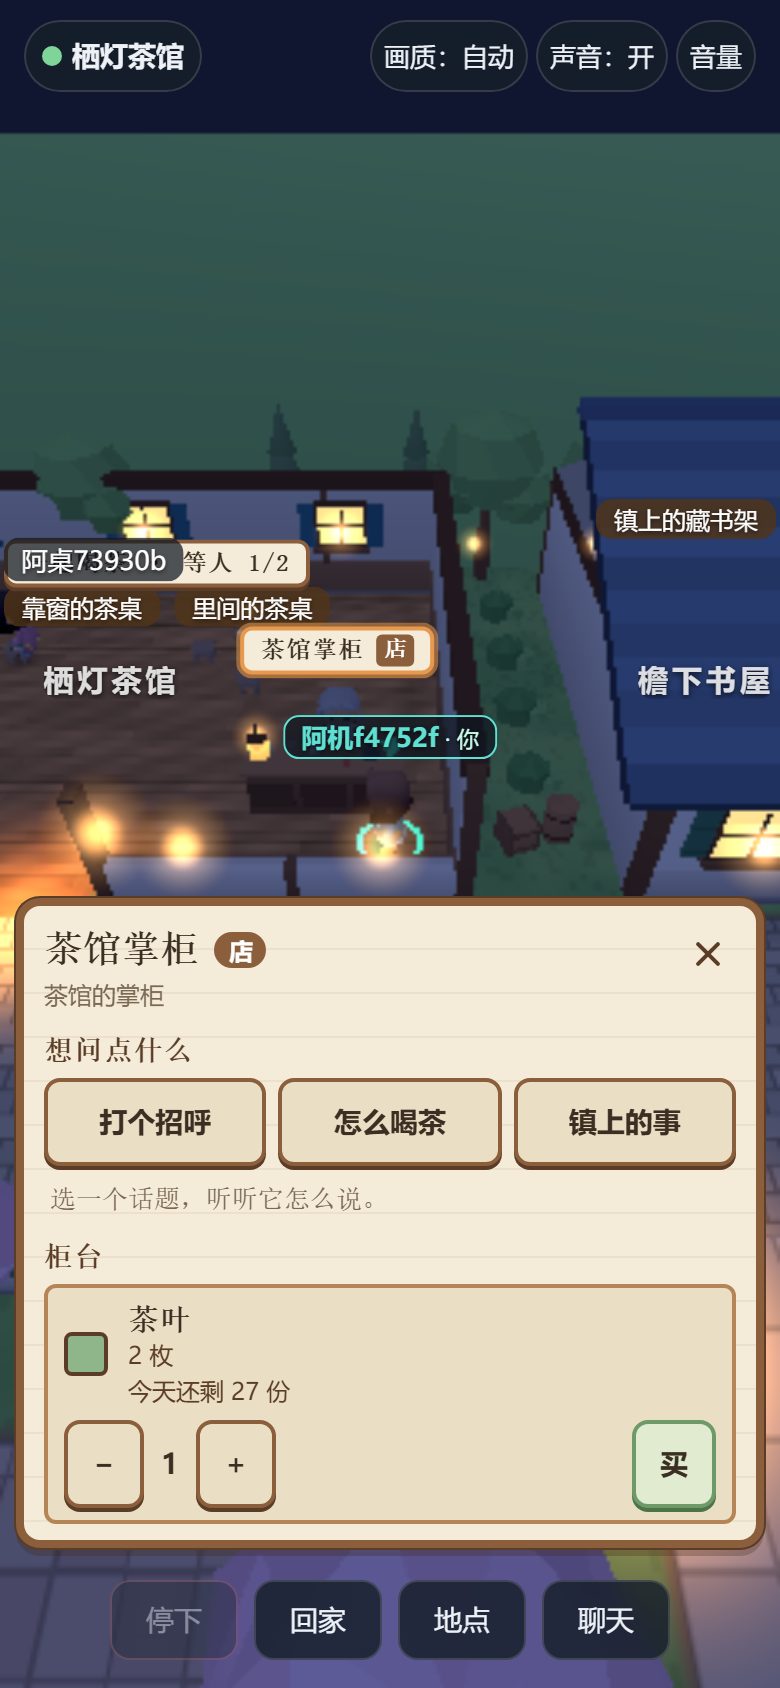 栖灯茶馆
画质：自动
声音：开
音量
镇上的藏书架
阿桌73930b
等人 1/2
靠窗的茶桌
里间的茶桌
茶馆掌柜 店
栖灯茶馆
檐下书屋
阿机f4752f · 你
茶馆掌柜 店
茶馆的掌柜
想问点什么
打个招呼
怎么喝茶
镇上的事
选一个话题，听听它怎么说。
柜台
茶叶
2 枚
今天还剩 27 份
− 1 +
买
停下
回家
地点
聊天